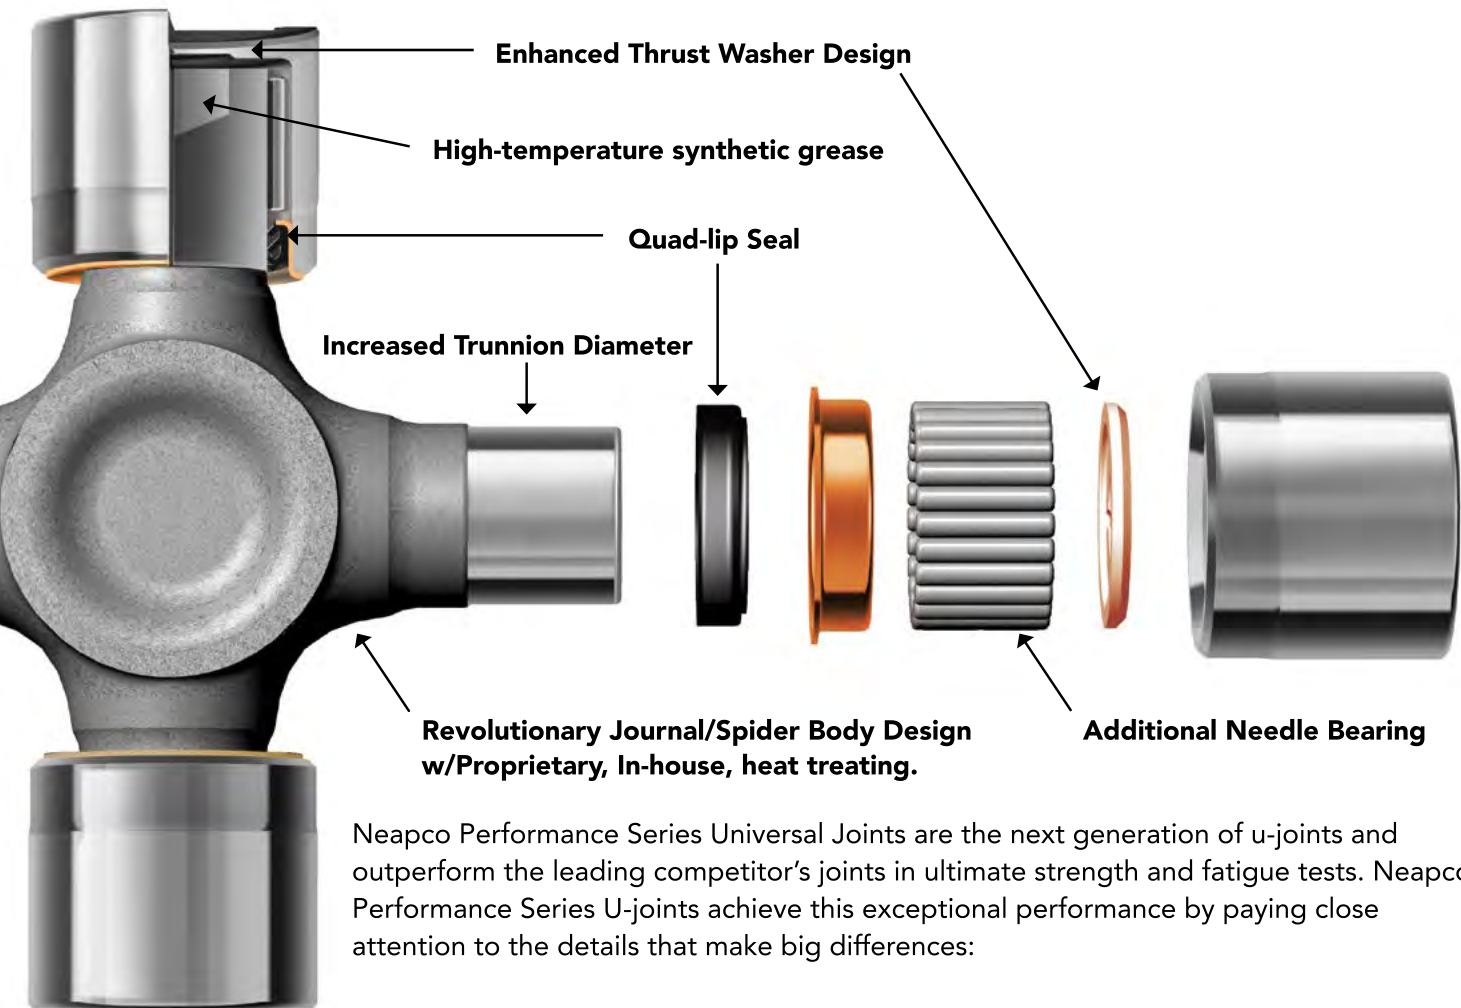 Enhanced Thrust Washer Design
High-temperature synthetic grease
Quad-lip Seal
Increased Trunnion Diameter
Revolutionary Journal/Spider Body Design
w/Proprietary, In-house, heat treating.
Additional Needle Bearing
Neapco Performance Series Universal Joints are the next generation of u-joints and
outperform the leading competitor’s joints in ultimate strength and fatigue tests. Neapco
Performance Series U-joints achieve this exceptional performance by paying close
attention to the details that make big differences: